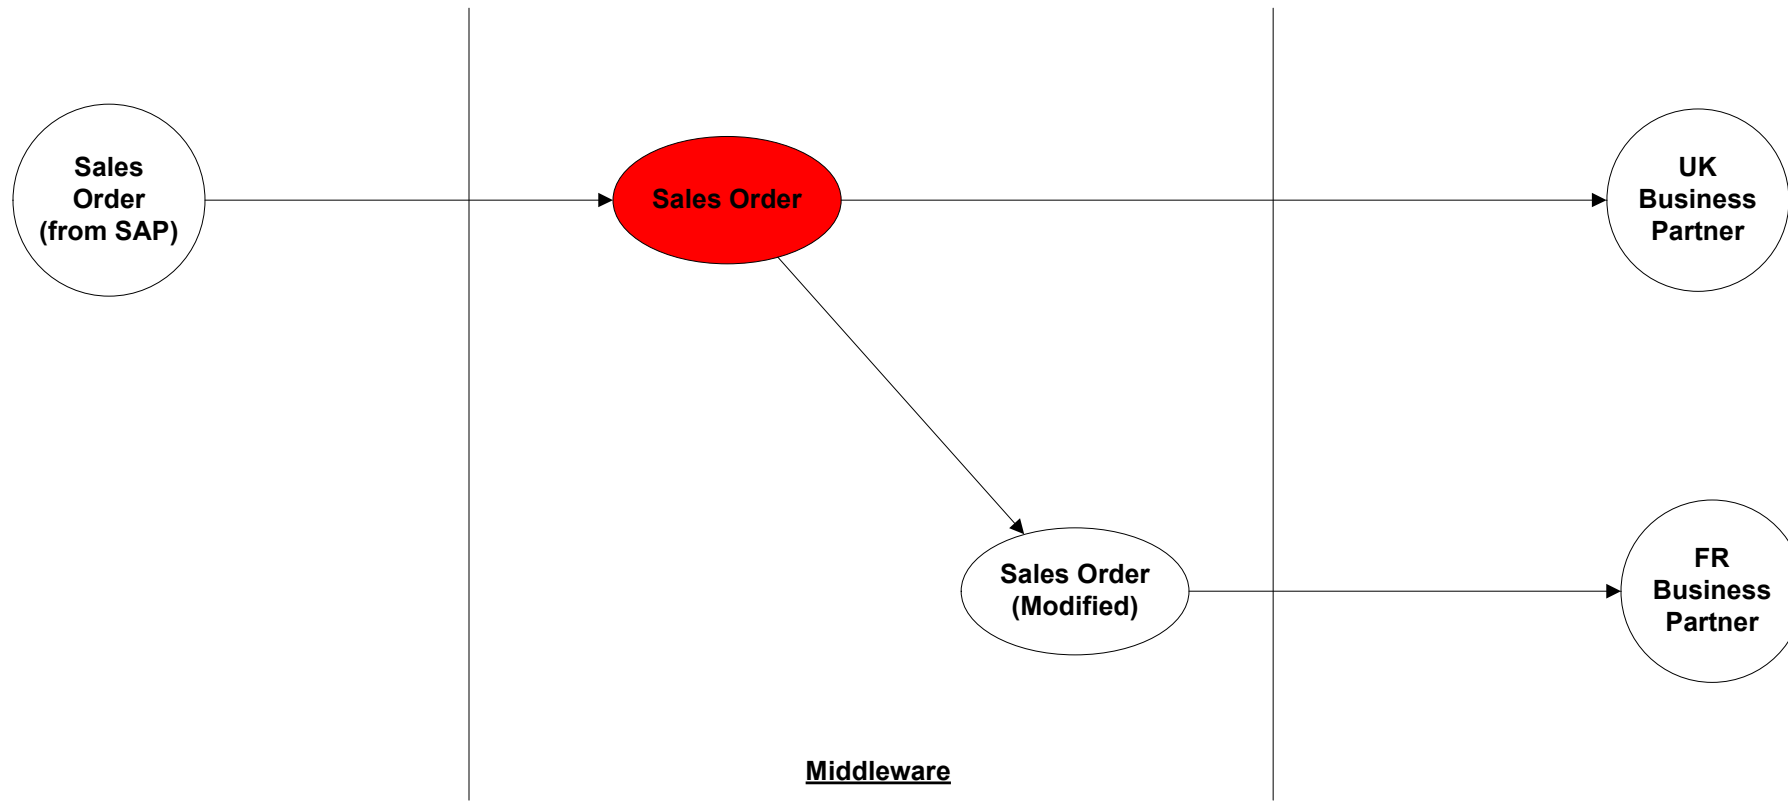 Sales
Order
(from SAP)
Sales Order
UK
Business
Partner
Sales Order
(Modified)
FR
Business
Partner
Middleware